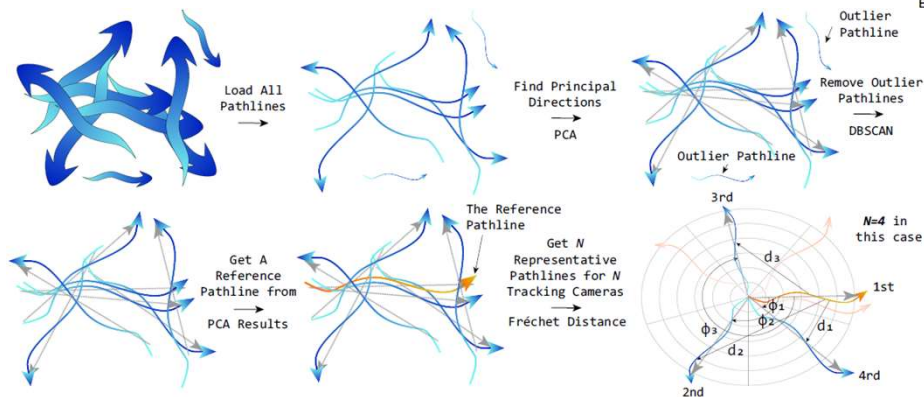 Load All
Pathlines
Find Principal
Directions
PCA
Outlier
Pathline
Outlier Pathline
Remove Outlier
Pathlines
DBSCAN
Get A
Reference
Pathline from
PCA Results
The Reference
Pathline
Get N
Representative
Pathlines for N
Tracking Cameras
Fréchet Distance
N=4 in
this case
3rd
d₃
1st
ϕ₁
ϕ₂
ϕ₃
d₁
d₂
2nd
4rd